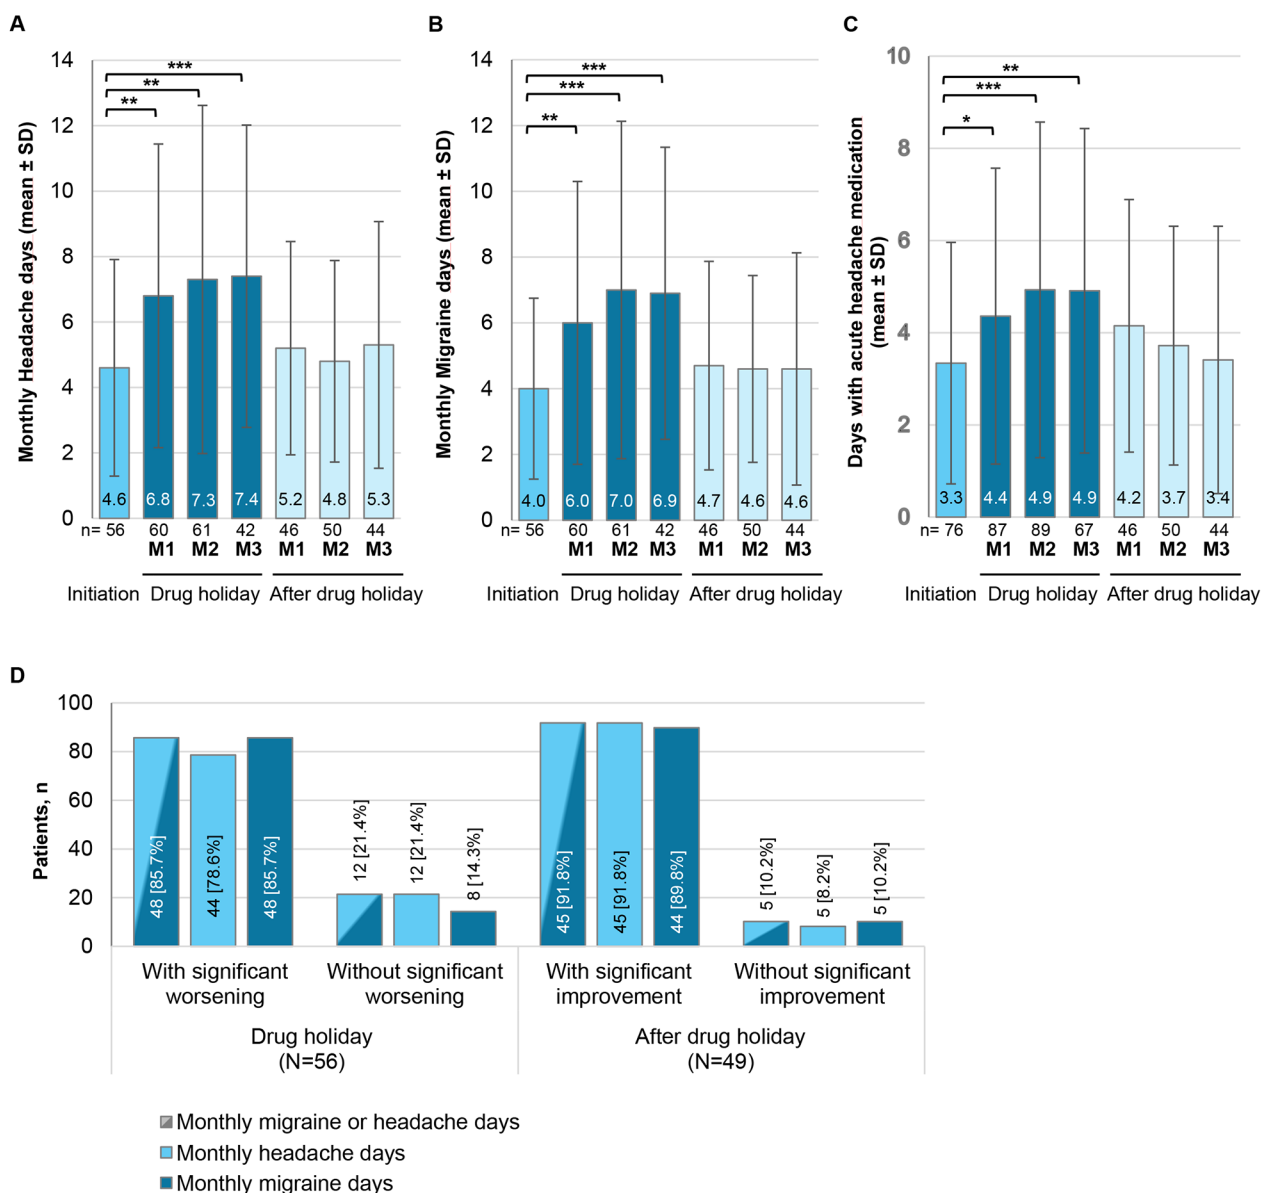 A
Monthly Headache days (mean ± SD)
14
12
10
8
6
4
2
0
***
**
**
4.6 6.8 7.3 7.4 5.2 4.8 5.3
n= 56 60 61 42 46 50 44
M1 M2 M3 M1 M2 M3
Initiation Drug holiday After drug holiday
B
Monthly Migraine days (mean ± SD)
14
12
10
8
6
4
2
0
***
***
**
4.0 6.0 7.0 6.9 4.7 4.6 4.6
n= 56 60 61 42 46 50 44
M1 M2 M3 M1 M2 M3
Initiation Drug holiday After drug holiday
C
Days with acute headache medication
(mean ± SD)
10
8
6
4
2
0
**
***
*
3.3 4.4 4.9 4.9 4.2 3.7 3.4
n= 76 87 89 67 46 50 44
M1 M2 M3 M1 M2 M3
Initiation Drug holiday After drug holiday
D
Patients, n
100
80
60
40
20
0
48 [85.7%]
44 [78.6%]
48 [85.7%]
12 [21.4%]
12 [21.4%]
8 [14.3%]
45 [91.8%]
45 [91.8%]
44 [89.8%]
5 [10.2%]
5 [8.2%]
5 [10.2%]
With significant
worsening
Without significant
worsening
With significant
improvement
Without significant
improvement
Drug holiday
(N=56)
After drug holiday
(N=49)
Monthly migraine or headache days
Monthly headache days
Monthly migraine days